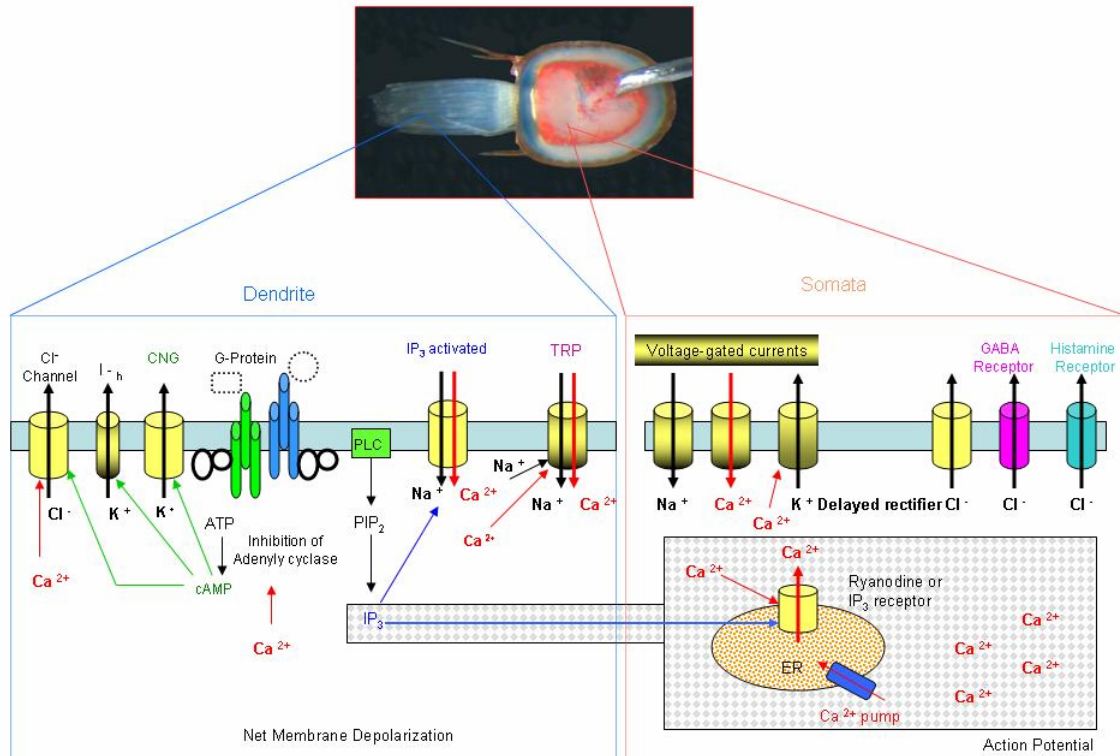 Dendrite
Somata
Cl-
Channel
I -h
CNG
G-Protein
IP3 activated
TRP
Voltage-gated currents
GABA
Receptor
Histamine
Receptor
PLC
Na +
Na +
Ca 2+
Na +
Ca 2+
Na +
Ca 2+
K + Delayed rectifier Cl -
Cl -
Cl -
Cl -
K +
K +
Ca 2+
Ca 2+
ATP
PIP2
Inhibition of
Adenyly cyclase
Ca 2+
cAMP
Ca 2+
IP3
Ca 2+
Ca 2+
Ryanodine or
IP3 receptor
ER
Ca 2+ pump
Ca 2+
Ca 2+
Ca 2+
Ca 2+
Net Membrane Depolarization
Action Potential